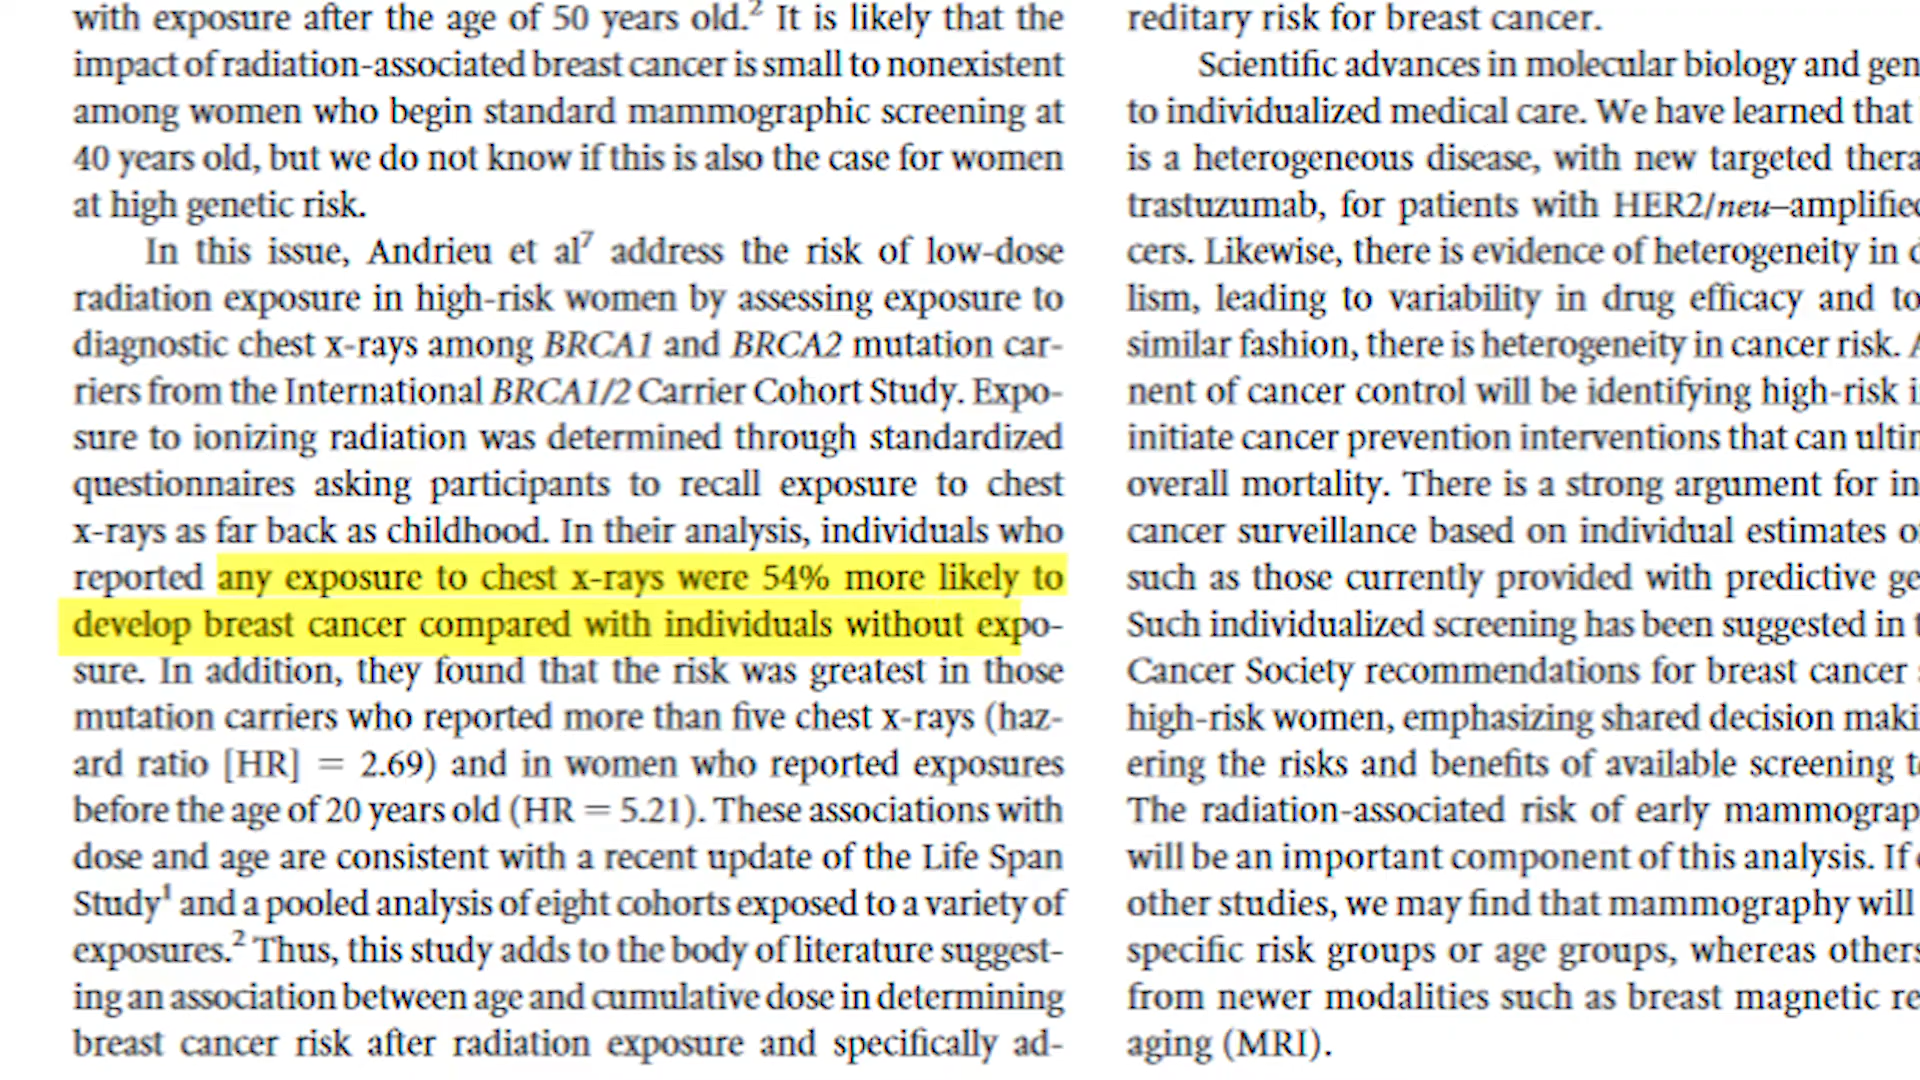 with exposure after the age of 50 years old.2 It is likely that the
impact of radiation-associated breast cancer is small to nonexistent
among women who begin standard mammographic screening at
40 years old, but we do not know if this is also the case for women
at high genetic risk.
In this issue, Andrieu et al7 address the risk of low-dose
radiation exposure in high-risk women by assessing exposure to
diagnostic chest x-rays among BRCA1 and BRCA2 mutation car-
riers from the International BRCA1/2 Carrier Cohort Study. Expo-
sure to ionizing radiation was determined through standardized
questionnaires asking participants to recall exposure to chest
x-rays as far back as childhood. In their analysis, individuals who
reported any exposure to chest x-rays were 54% more likely to
develop breast cancer compared with individuals without expo-
sure. In addition, they found that the risk was greatest in those
mutation carriers who reported more than five chest x-rays (haz-
ard ratio [HR] = 2.69) and in women who reported exposures
before the age of 20 years old (HR = 5.21). These associations with
dose and age are consistent with a recent update of the Life Span
Study1 and a pooled analysis of eight cohorts exposed to a variety of
exposures.2 Thus, this study adds to the body of literature suggest-
ing an association between age and cumulative dose in determining
breast cancer risk after radiation exposure and specifically ad-
reditary risk for breast cancer.
Scientific advances in molecular biology and gen
to individualized medical care. We have learned that
is a heterogeneous disease, with new targeted thera
trastuzumab, for patients with HER2/neu–amplified
cers. Likewise, there is evidence of heterogeneity in
lism, leading to variability in drug efficacy and to
similar fashion, there is heterogeneity in cancer risk.
nent of cancer control will be identifying high-risk
initiate cancer prevention interventions that can ultim
overall mortality. There is a strong argument for in
cancer surveillance based on individual estimates
such as those currently provided with predictive ge
Such individualized screening has been suggested in
Cancer Society recommendations for breast cancer
high-risk women, emphasizing shared decision maki
ering the risks and benefits of available screening
The radiation-associated risk of early mammograp
will be an important component of this analysis. If
other studies, we may find that mammography will
specific risk groups or age groups, whereas others
from newer modalities such as breast magnetic re
aging (MRI).